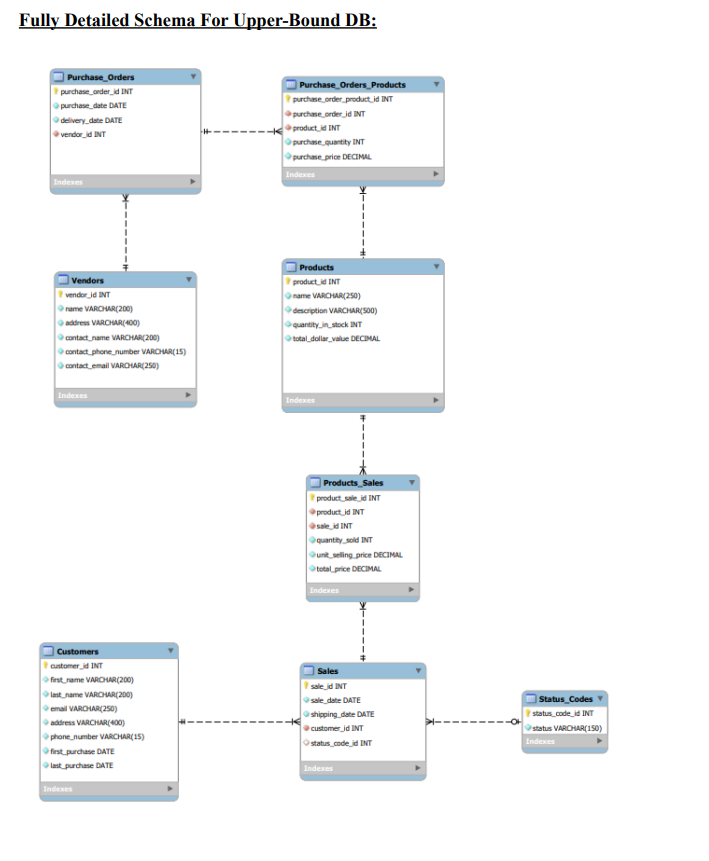 Fully Detailed Schema For Upper-Bound DB:
Purchase_Orders
purchase_order_id INT
purchase_date DATE
delivery_date DATE
vendor_id INT
Indexes
Purchase_Orders_Products
purchase_order_product_id INT
purchase_order_id INT
product_id INT
purchase_quantity INT
purchase_price DECIMAL
Indexes
Vendors
vendor_id INT
name VARCHAR(200)
address VARCHAR(400)
contact_name VARCHAR(200)
contact_phone_number VARCHAR(15)
contact_email VARCHAR(250)
Indexes
Products
product_id INT
name VARCHAR(250)
description VARCHAR(500)
quantity_in_stock INT
total_dollar_value DECIMAL
Indexes
Products_Sales
product_sale_id INT
product_id INT
sale_id INT
quantity_sold INT
unit_selling_price DECIMAL
total_price DECIMAL
Indexes
Customers
customer_id INT
first_name VARCHAR(200)
last_name VARCHAR(200)
email VARCHAR(250)
address VARCHAR(400)
phone_number VARCHAR(15)
first_purchase DATE
last_purchase DATE
Indexes
Sales
sale_id INT
sale_date DATE
shipping_date DATE
customer_id INT
status_code_id INT
Indexes
Status_Codes
status_code_id INT
status VARCHAR(150)
Indexes